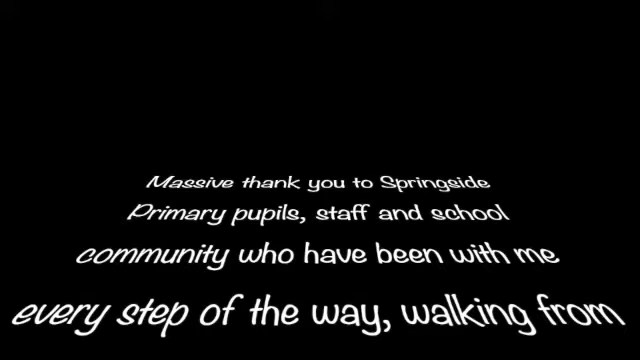 Massive thank you to Springside
Primary pupils, staff and school
community who have been with me
every step of the way, walking from